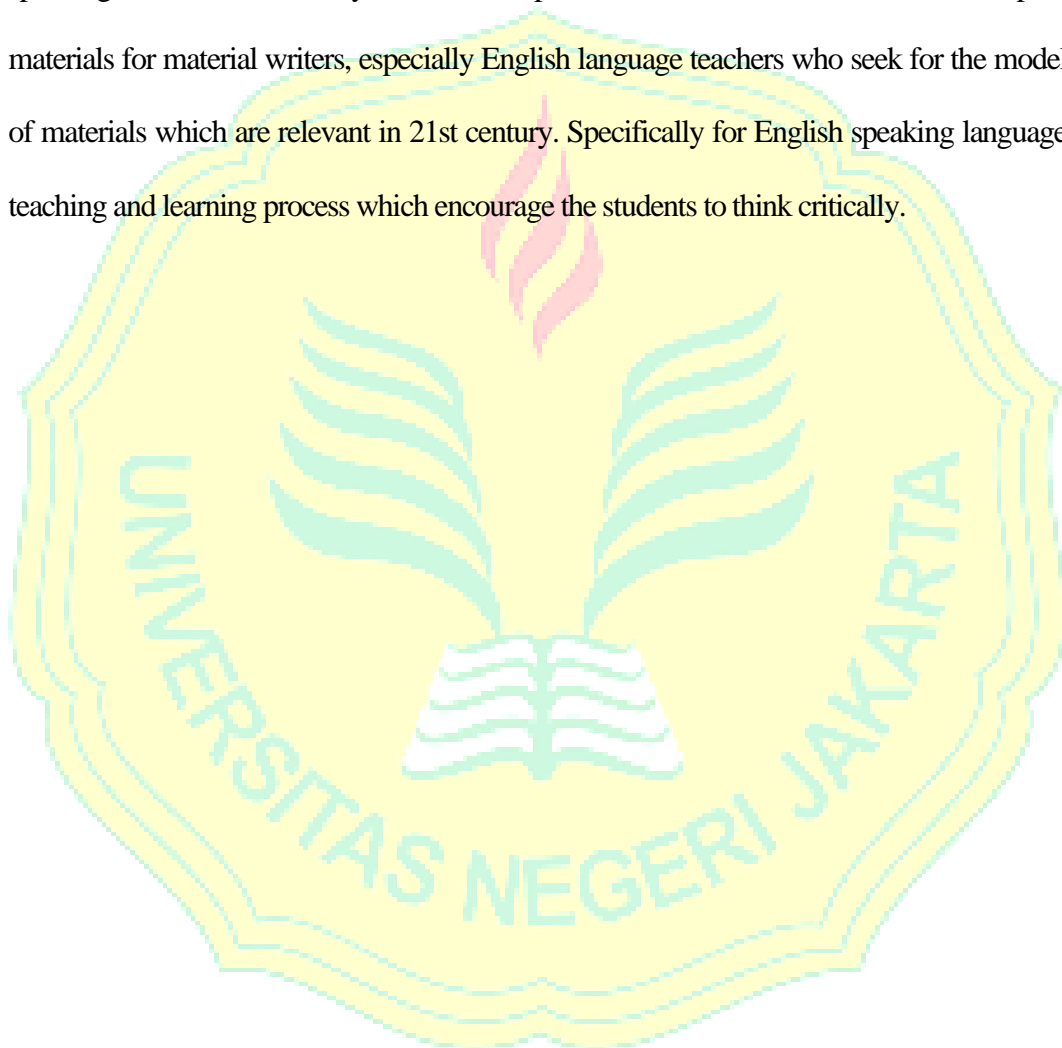 materials for material writers, especially English language teachers who seek for the model
of materials which are relevant in 21st century. Specifically for English speaking language
teaching and learning process which encourage the students to think critically.
UNIVERSITAS NEGERI JAKARTA